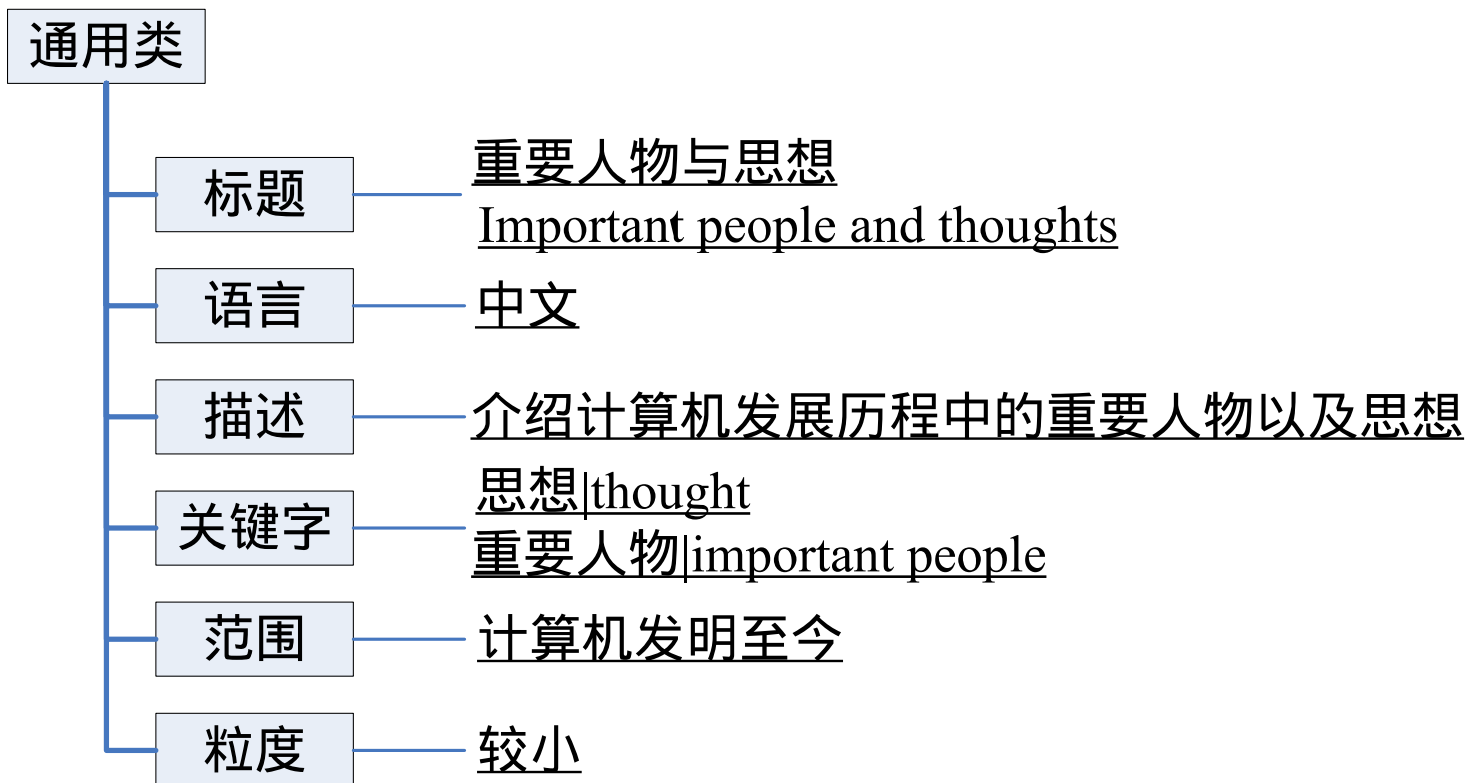 通用类
标题
重要人物与思想
Important people and thoughts
语言
中文
描述
介绍计算机发展历程中的重要人物以及思想
关键字
思想|thought
重要人物|important people
范围
计算机发明至今
粒度
较小